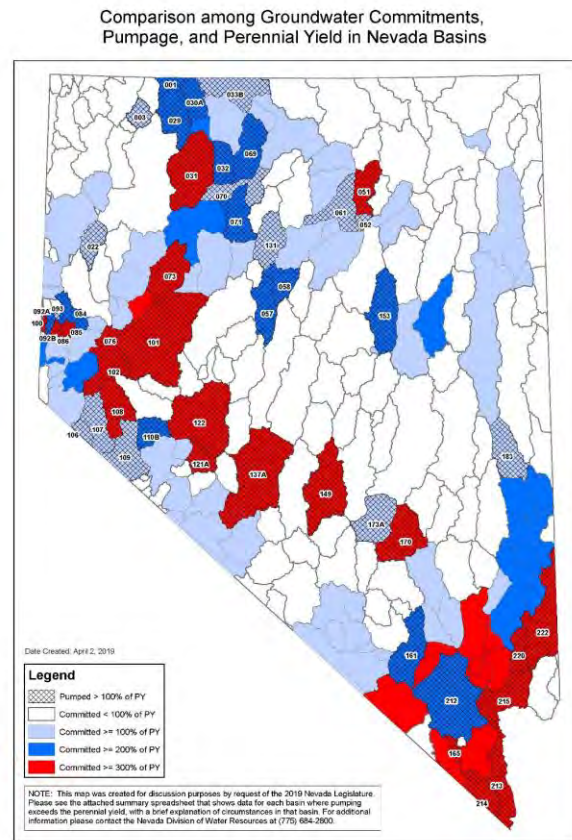 Comparison among Groundwater Commitments,
Pumpage, and Perennial Yield in Nevada Basins
001
033B
030A
003
029
069
032
031
051
070
061
052
071
131
022
073
058
093
092A
084
153
057
100
085
092B
086
076
101
102
122
108
107
106
110B
109
183
121A
137A
149
173A
170
222
161
220
212
215
165
213
214
Date Created: April 2, 2019
Legend
Pumped > 100% of PY
Committed < 100% of PY
Committed >= 100% of PY
Committed >= 200% of PY
Committed >= 300% of PY
NOTE: This map was created for discussion purposes by request of the 2019 Nevada Legislature.
Please see the attached summary spreadsheet that shows data for each basin where pumping
exceeds the perennial yield, with a brief explanation of circumstances in that basin. For additional
information please contact the Nevada Division of Water Resources at (775) 684-2800.